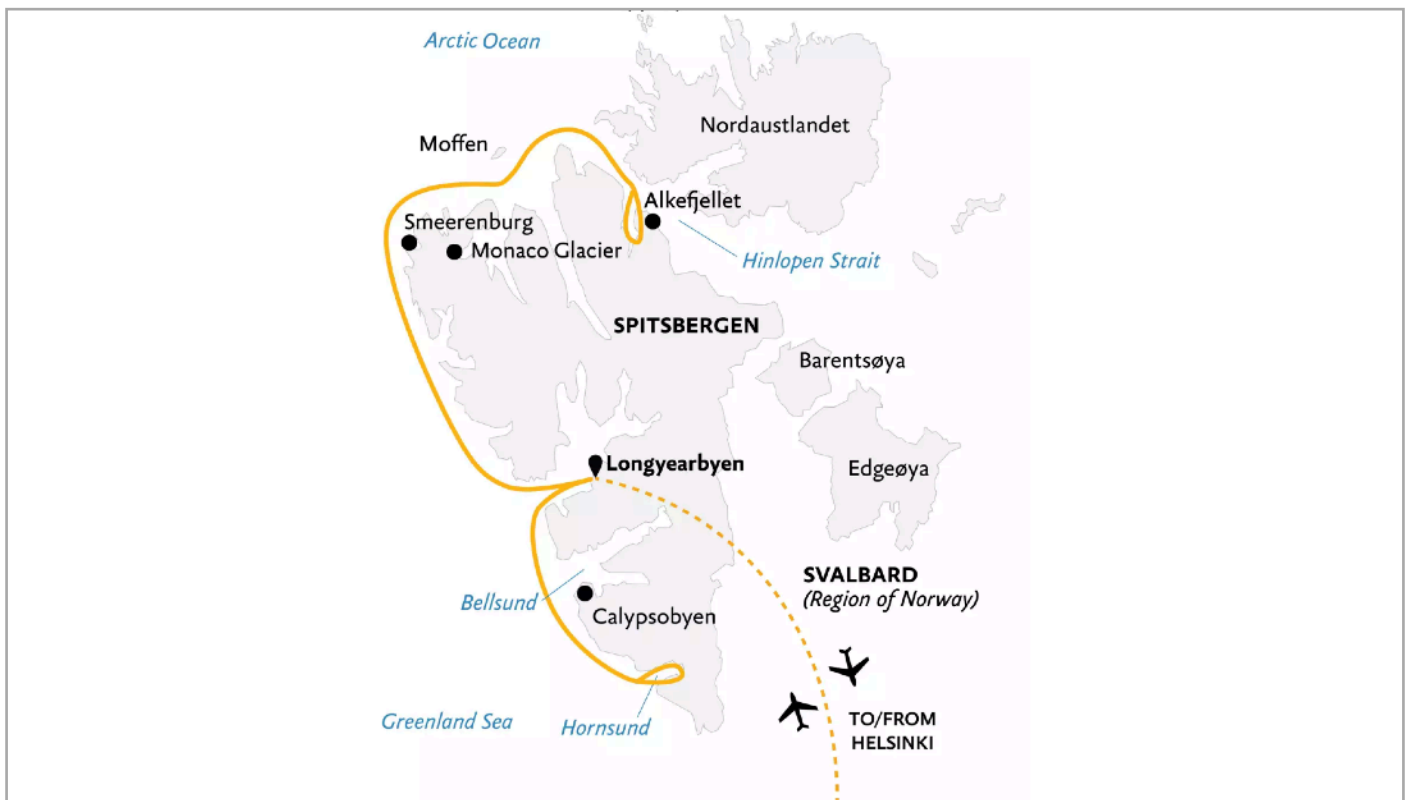 Arctic Ocean
Nordaustlandet
Moffen
Alkefjellet
Smeerenburg
Monaco Glacier
Hinlopen Strait
SPITSBERGEN
Barentsøya
Longyearbyen
Edgeøya
SVALBARD
(Region of Norway)
Bellsund
Calypsobyen
Greenland Sea
Hornsund
TO/FROM
HELSINKI